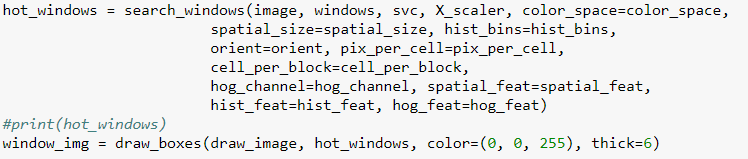 hot_windows = search_windows(image, windows, svc, X_scaler, color_space=color_space,
                        spatial_size=spatial_size, hist_bins=hist_bins,
                        orient=orient, pix_per_cell=pix_per_cell,
                        cell_per_block=cell_per_block,
                        hog_channel=hog_channel, spatial_feat=spatial_feat,
                        hist_feat=hist_feat, hog_feat=hog_feat)
#print(hot_windows)
window_img = draw_boxes(draw_image, hot_windows, color=(0, 0, 255), thick=6)